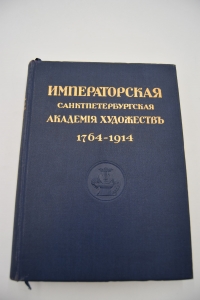 ИМПЕРАТОРСКАЯ
САНКТПЕТЕРБУРГСКАЯ
АКАДЕМІЯ ХУДОЖЕСТВЪ
1764-1914